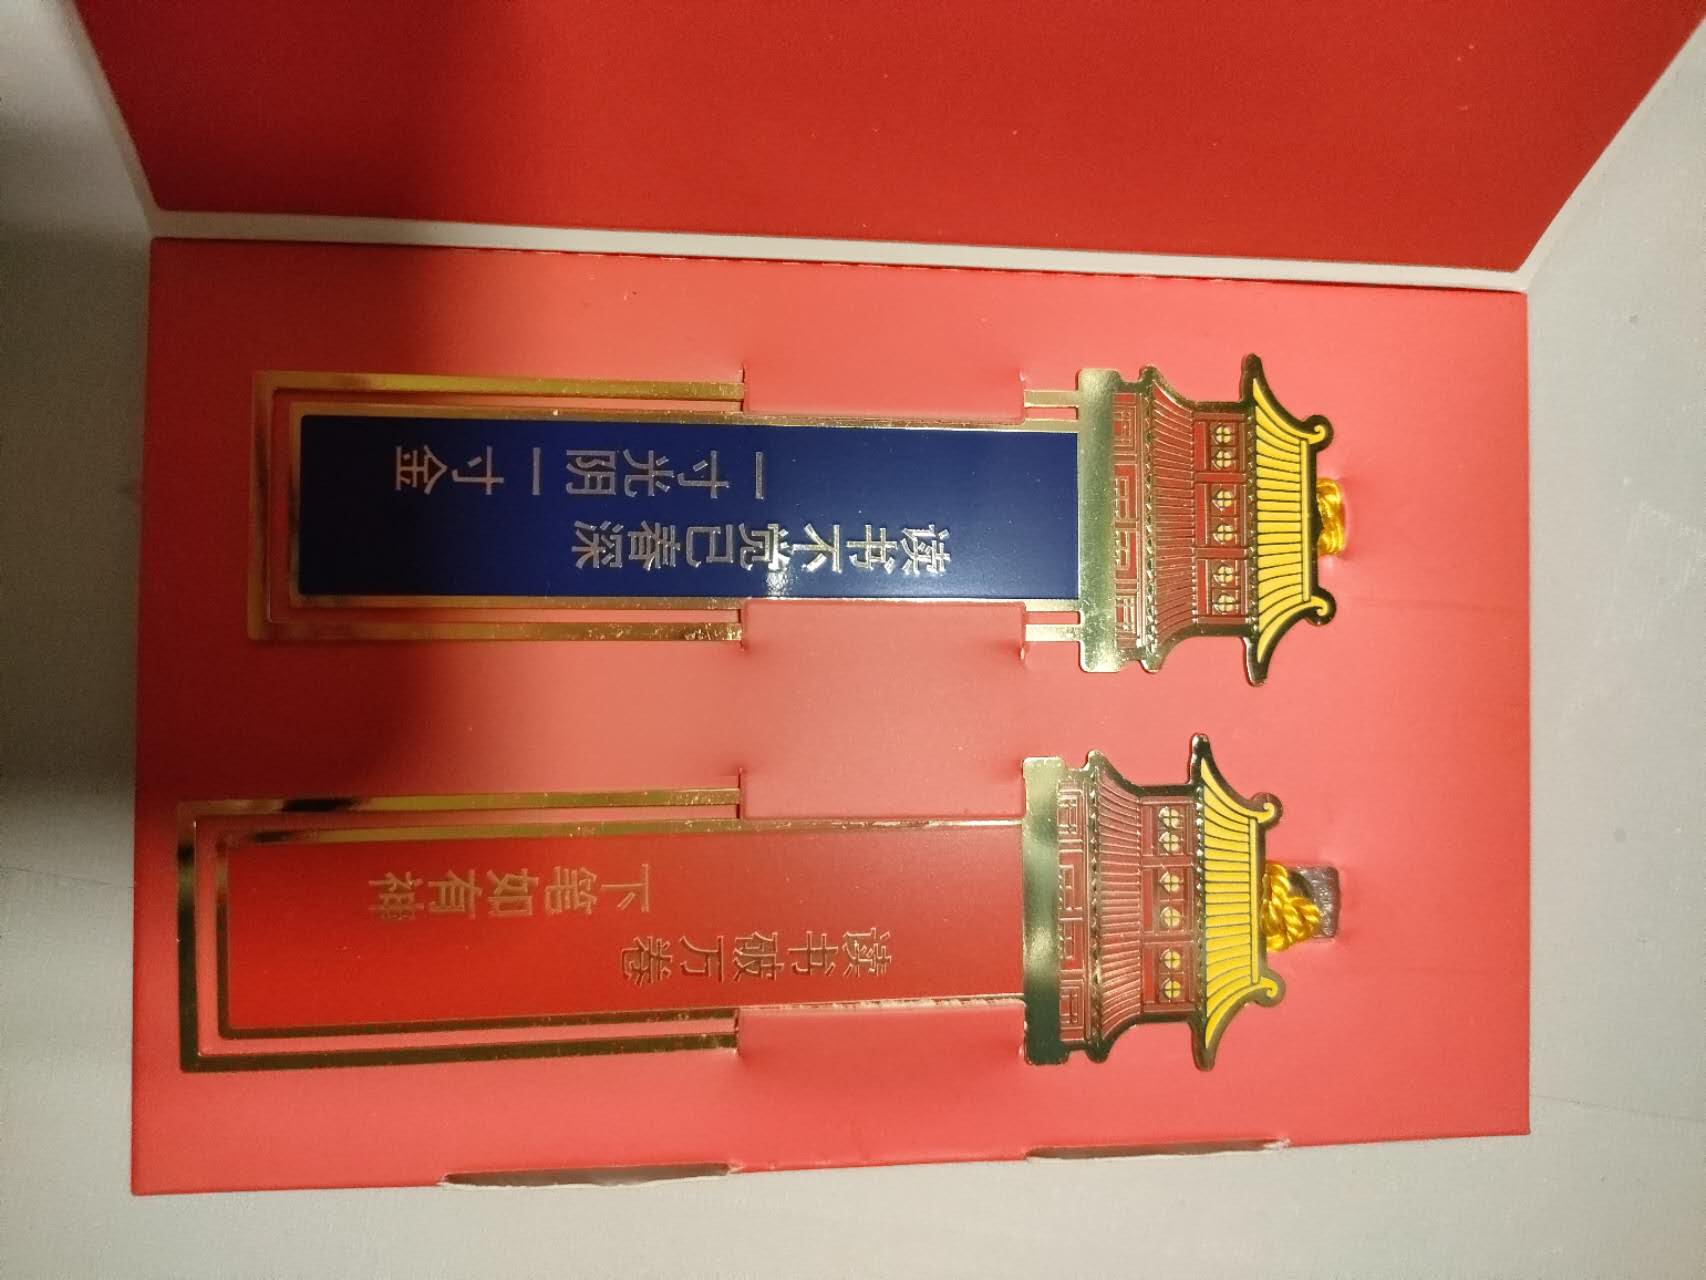 读书不觉已春深
一寸光阴一寸金
读书破万卷
下笔如有神